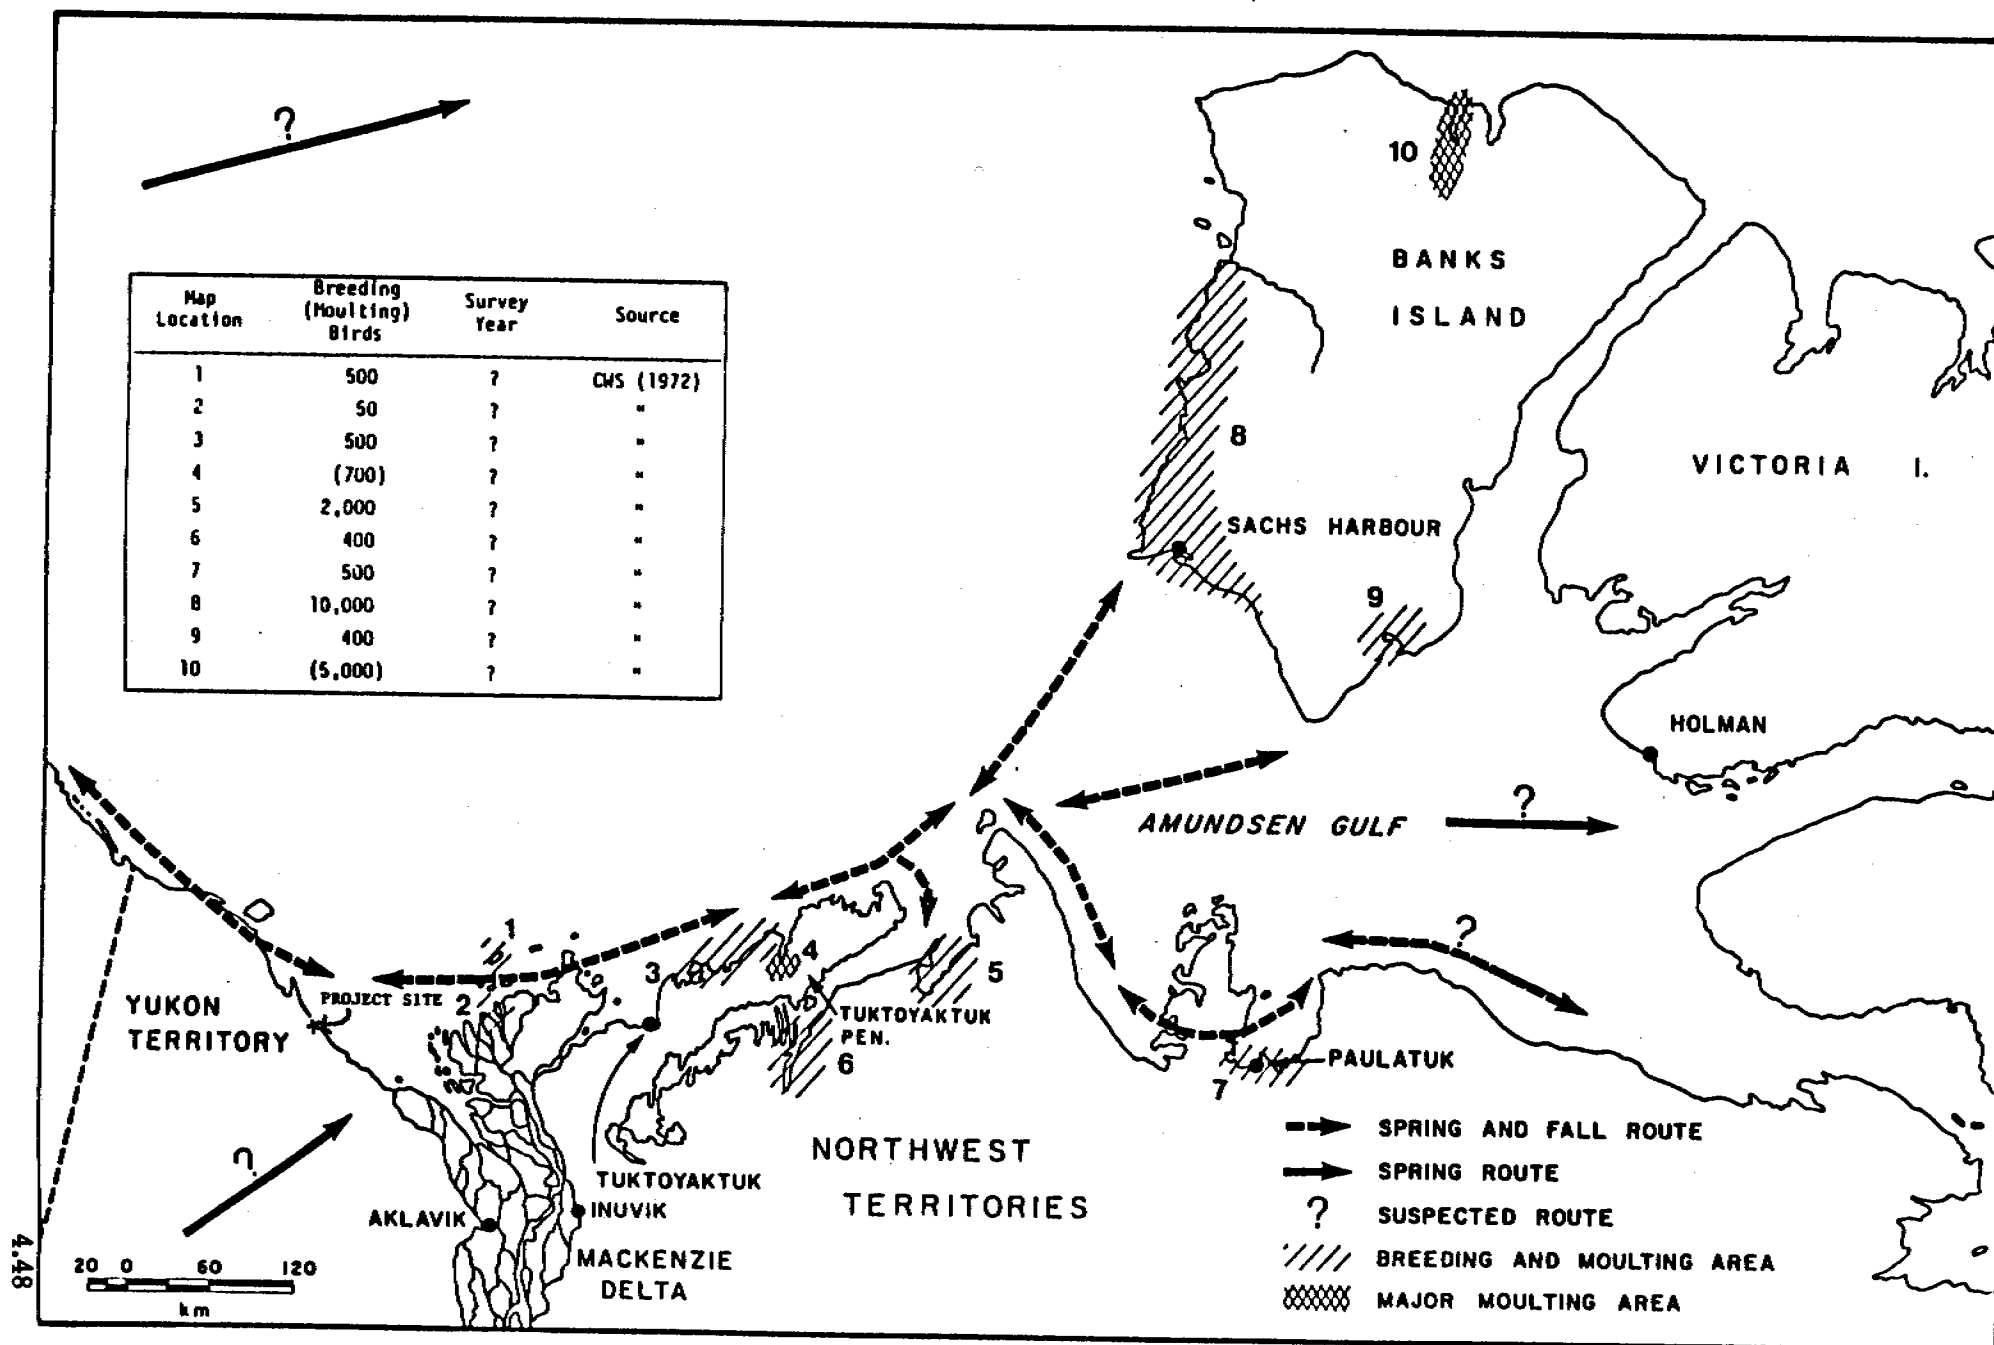 ?
10
BANKS
ISLAND
Map Location	Breeding (Moulting) Birds	Survey Year	Source
1	500	?	CWS (1972)
2	50	?	"
3	500	?	"
4	(700)	?	"
5	2,000	?	"
6	400	?	"
7	500	?	"
8	10,000	?	"
9	400	?	"
10	(5,000)	?	"
8
VICTORIA I.
SACHS HARBOUR
9
HOLMAN
AMUNDSEN GULF
?
?
1
2
3
4
5
YUKON
TERRITORY
PROJECT SITE
TUKTOYAKTUK
PEN.
6
7
PAULATUK
?
NORTHWEST
TERRITORIES
TUKTOYAKTUK
AKLAVIK
INUVIK
MACKENZIE
DELTA
20 0 60 120
km
SPRING AND FALL ROUTE
SPRING ROUTE
? SUSPECTED ROUTE
BREEDING AND MOULTING AREA
MAJOR MOULTING AREA
4.48